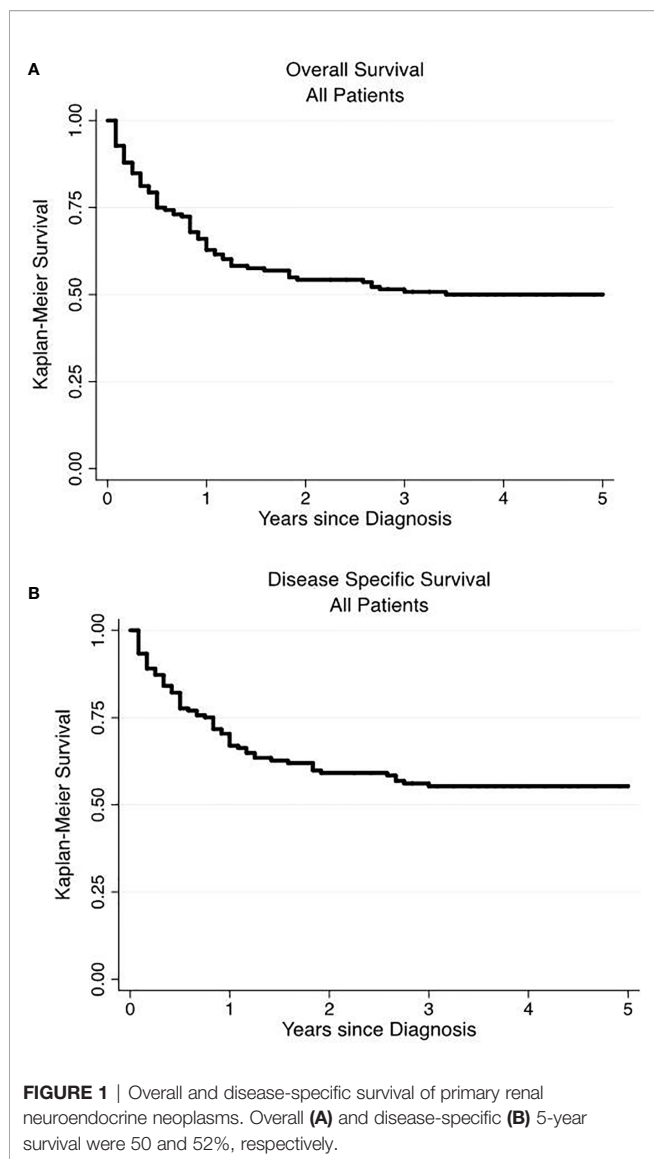 A
Overall Survival
All Patients
Kaplan-Meier Survival
1.00
0.75
0.50
0.25
0.00
0 1 2 3 4 5
Years since Diagnosis
B
Disease Specific Survival
All Patients
Kaplan-Meier Survival
1.00
0.75
0.50
0.25
0.00
0 1 2 3 4 5
Years since Diagnosis
FIGURE 1 | Overall and disease-specific survival of primary renal
neuroendocrine neoplasms. Overall (A) and disease-specific (B) 5-year
survival were 50 and 52%, respectively.